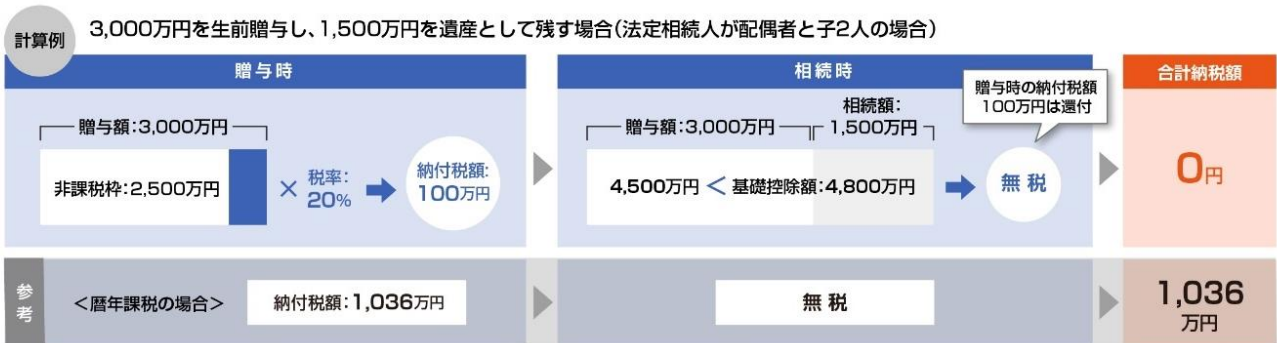 計算例
3,000万円を生前贈与し、1,500万円を遺産として残す場合(法定相続人が配偶者と子2人の場合)
贈与時
相続時
合計納税額
贈与時の納付税額
100万円は還付
贈与額:3,000万円
非課税枠:2,500万円
×
税率:
20%
納付税額:
100万円
贈与額:3,000万円
相続額:
1,500万円
4,500万円 < 基礎控除額:4,800万円
無税
0円
参考
<暦年課税の場合>
納付税額:1,036万円
無税
1,036
万円